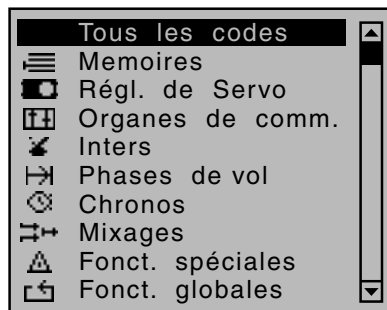 Tous les codes
Memoires
Régl. de Servo
Organes de comm.
Inters
Phases de vol
Chronos
Mixages
Fonct. spéciales
Fonct. globales